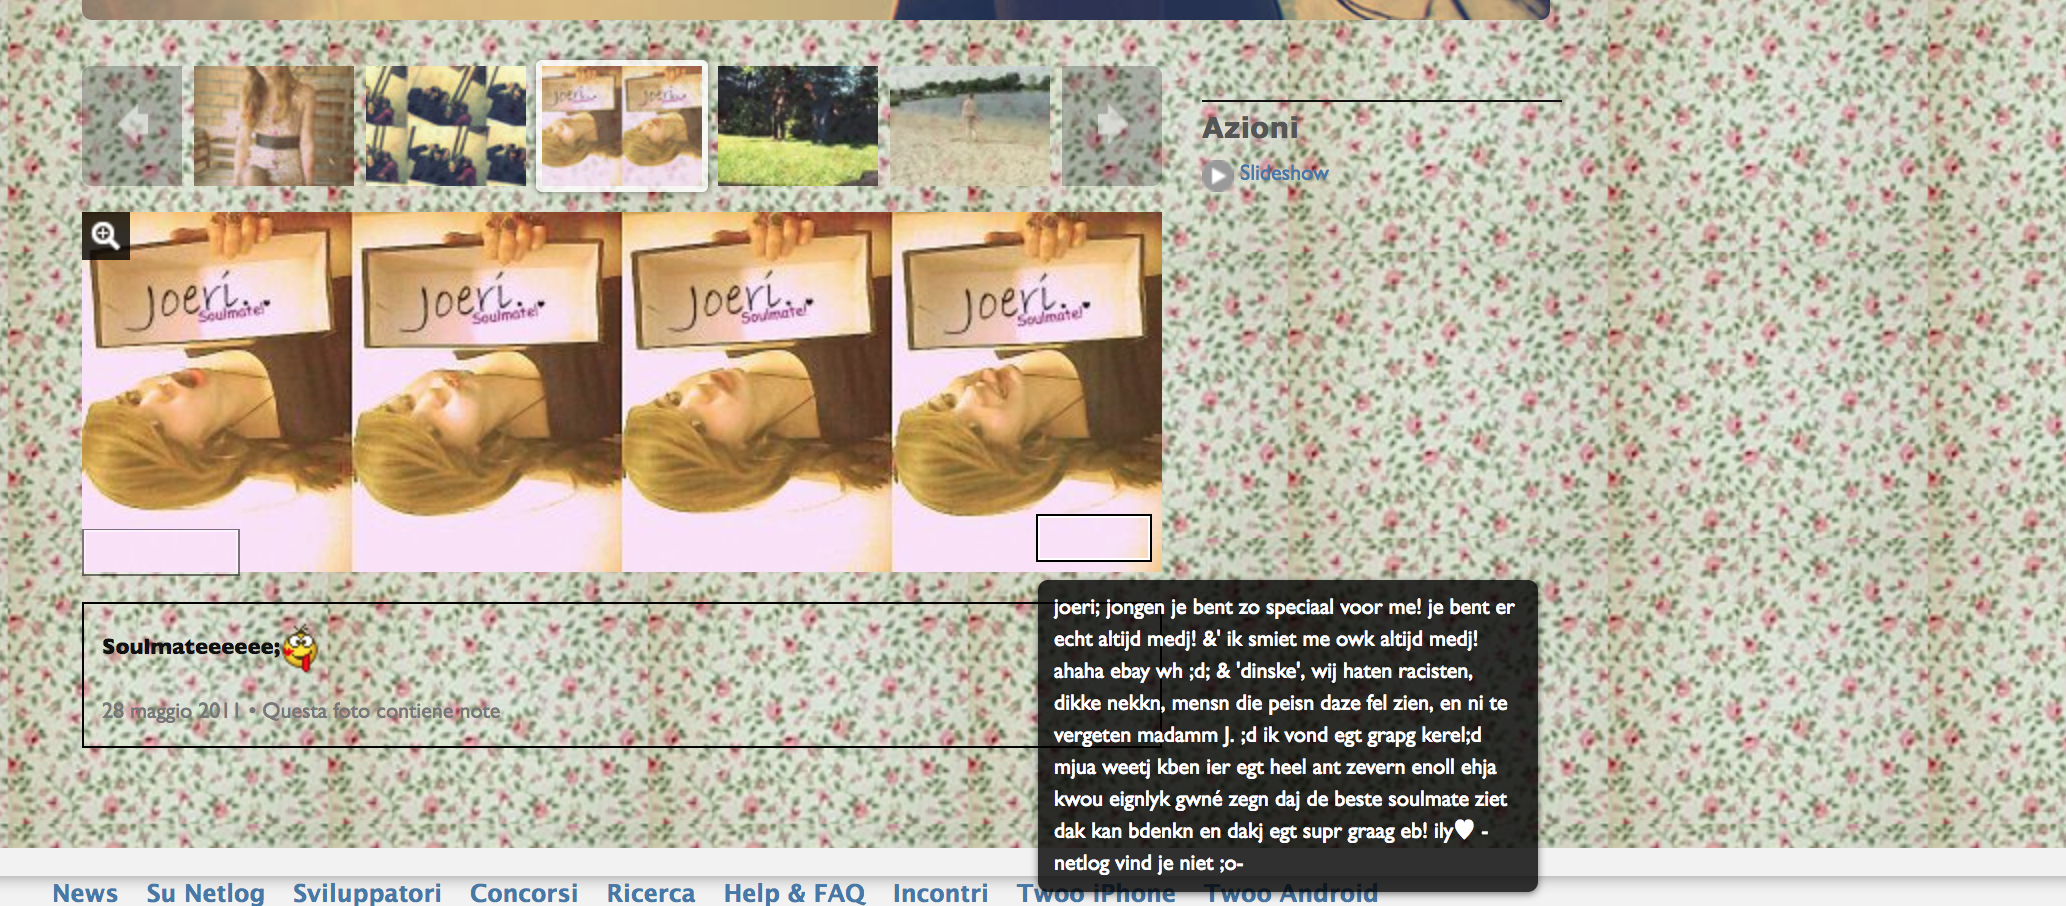 Azioni
Slideshow
joeri. joeri.
joeri. Soulmate! joeri. Soulmate! joeri. Soulmate! joeri. Soulmate!
Soulmateeeeee;
28 maggio 2011 • Questa foto contiene note
joeri; jongen je bent zo speciaal voor me! je bent er
echt altijd medj! &' ik smiet me owk altijd medj!
ahaha ebay wh ;d; & 'dinske', wij haten racisten,
dikke nekkn, mensn die peisn daze fel zien, en ni te
vergeten madamm J. ;d ik vond egt grapg kerel;d
mjua weetj kben ier egt heel ant zevern enoll ehja
kwou eignlyk gwné zegn daj de beste soulmate ziet
dak kan bdenkn en dakj egt supr graag eb! ily♥ -
netlog vind je niet ;o-
News Su Netlog Sviluppatori Concorsi Ricerca Help & FAQ Incontri Twoo iPhone Twoo Android